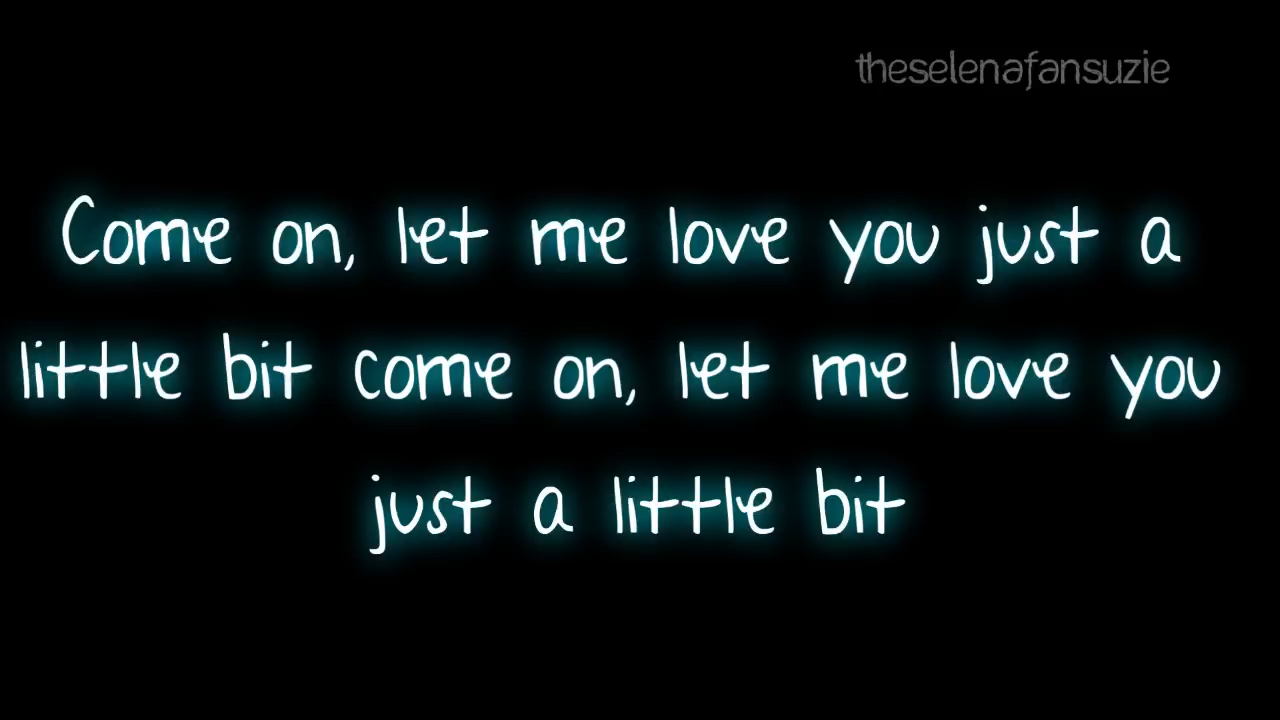 theselenafansuzie
Come on, let me love you just a
little bit come on, let me love you
just a little bit